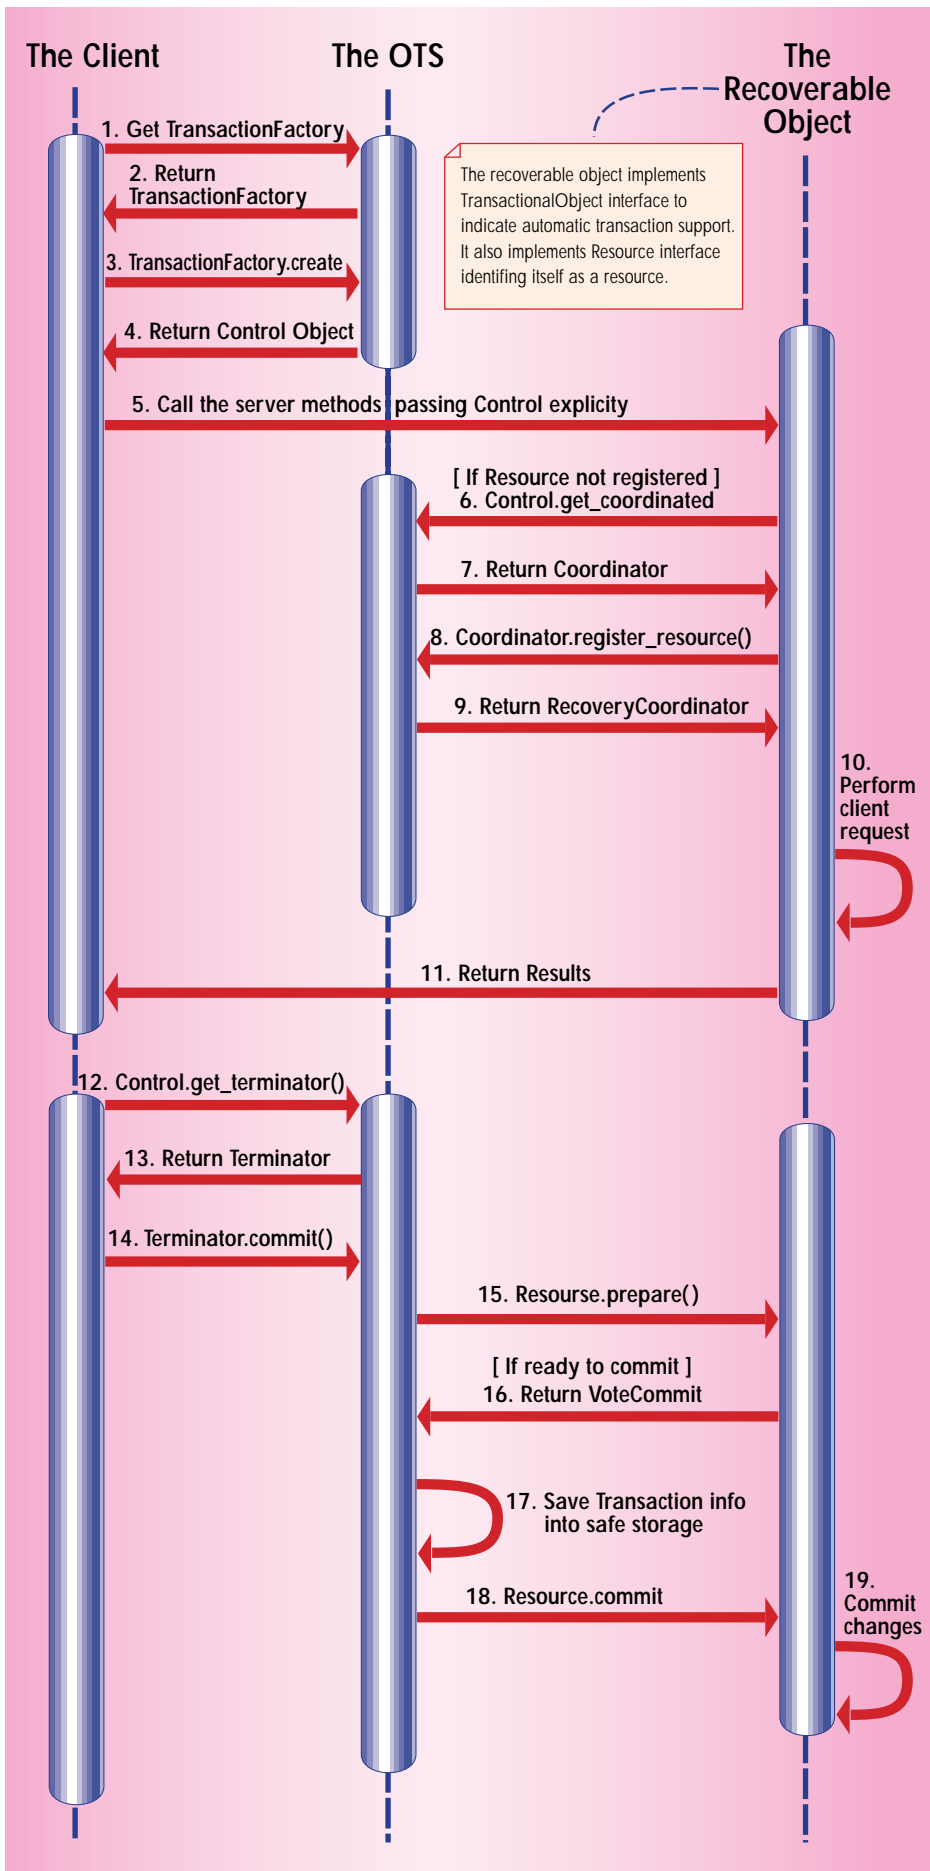 The Client
The OTS
The
Recoverable
Object
1. Get TransactionFactory
2. Return
TransactionFactory
The recoverable object implements
TransactionalObject interface to
indicate automatic transaction support.
It also implements Resource interface
identifing itself as a resource.
3. TransactionFactory.create
4. Return Control Object
5. Call the server methods passing Control explicity
[ If Resource not registered ]
6. Control.get_coordinated
7. Return Coordinator
8. Coordinator.register_resource()
9. Return RecoveryCoordinator
10.
Perform
client
request
11. Return Results
12. Control.get_terminator()
13. Return Terminator
14. Terminator.commit()
15. Resourse.prepare()
[ If ready to commit ]
16. Return VoteCommit
17. Save Transaction info
into safe storage
18. Resource.commit
19.
Commit
changes